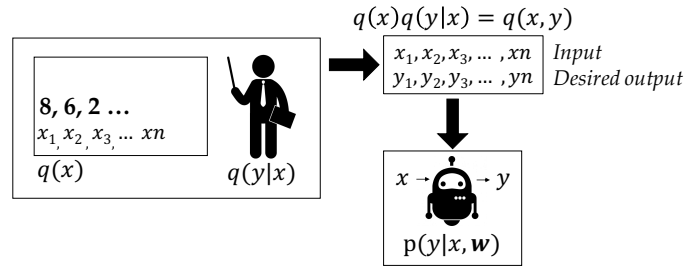 q(x)q(y|x) = q(x, y)
8, 6, 2 …
x₁, x₂, x₃, … xn
q(x)
q(y|x)
x₁, x₂, x₃, … , xn Input
y₁, y₂, y₃, … , yn Desired output
x → → y
p(y|x, w)